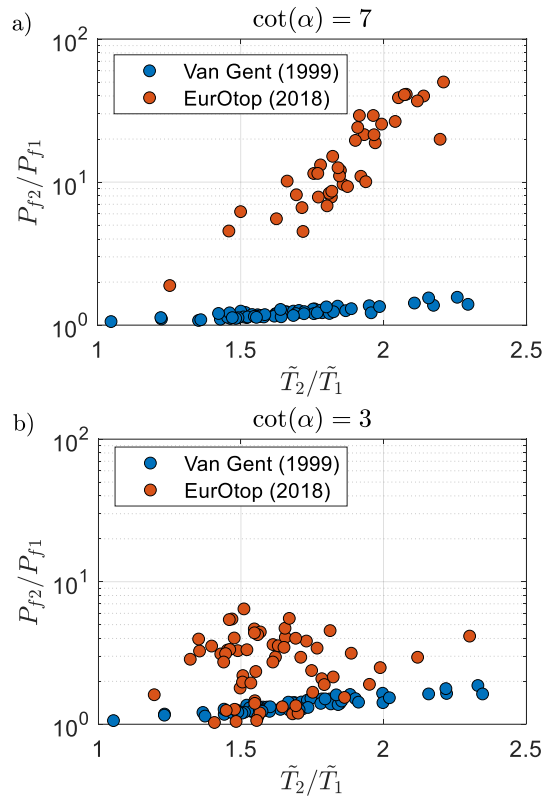 a)
cot(α) = 7
10²
10¹
10⁰
P_f2/P_f1
Van Gent (1999)
EurOtop (2018)
1 1.5 2 2.5
T̃₂/T̃₁
b)
cot(α) = 3
10²
10¹
10⁰
P_f2/P_f1
Van Gent (1999)
EurOtop (2018)
1 1.5 2 2.5
T̃₂/T̃₁